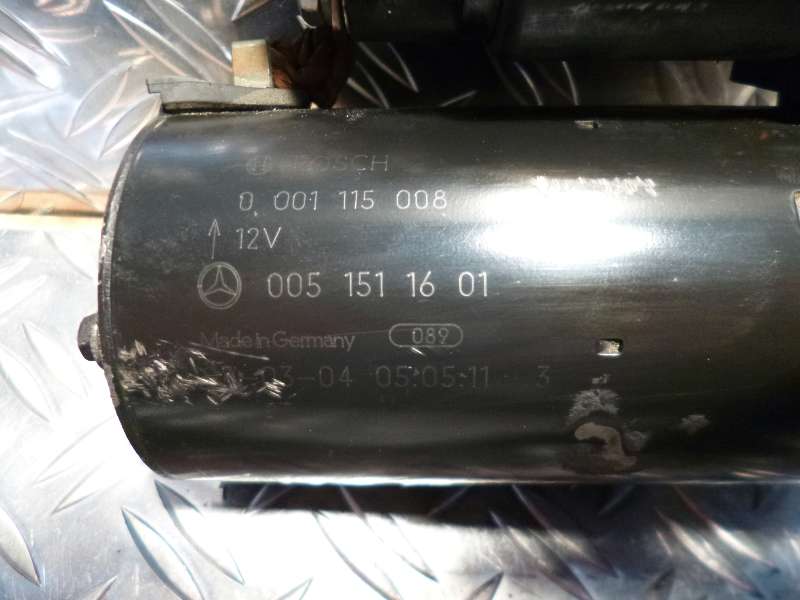 BOSCH
0 001 115 008
12V
005 151 16 01
Made in Germany 089
03-04 05:05:11 3